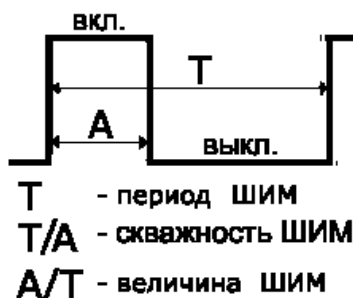 вкл.
T
A
выкл.
T - период ШИМ
T/A - скважность ШИМ
A/T - величина ШИМ